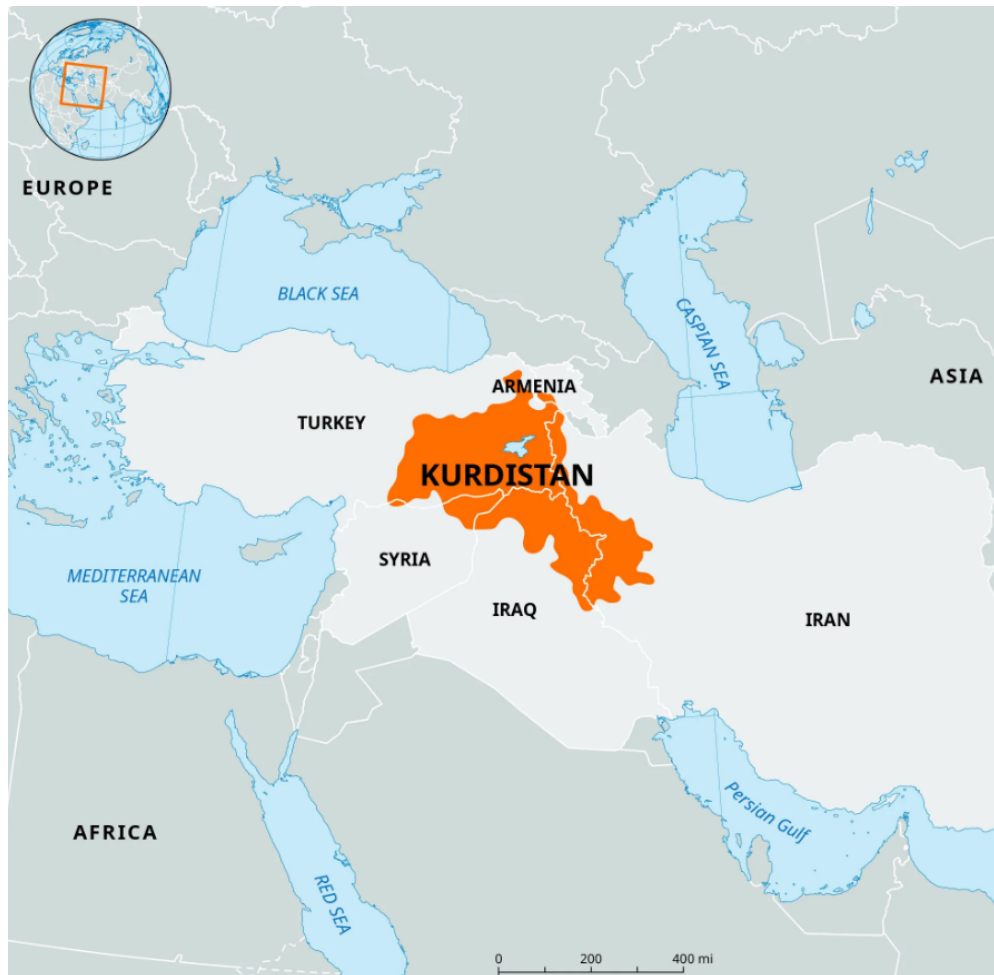 EUROPE
BLACK SEA
CASPIAN SEA
ASIA
ARMENIA
TURKEY
KURDISTAN
SYRIA
MEDITERRANEAN
SEA
IRAQ
IRAN
Persian Gulf
AFRICA
RED SEA
0 200 400 mi